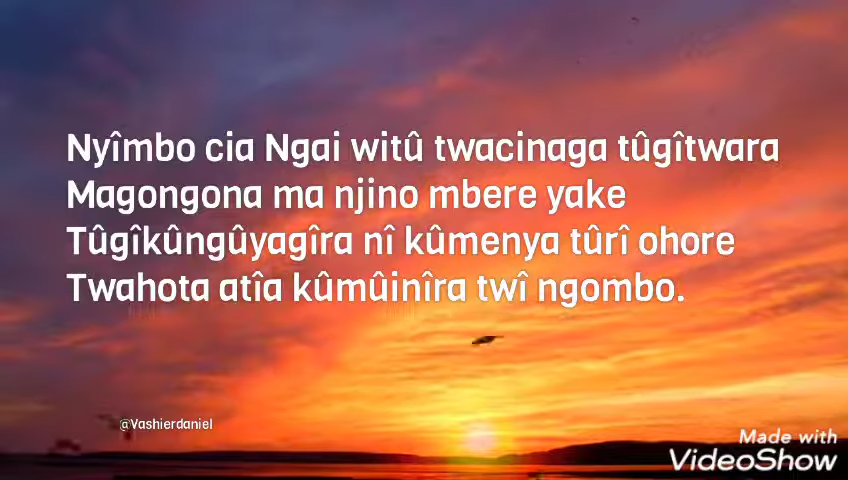 Nyîmbo cia Ngai witû twacinaga tûgîtwara
Magongona ma njino mbere yake
Tûgîkûngûyagîra nî kûmenya tûrî ohore
Twahota atîa kûmûinîra twî ngombo.
@Vashierdaniel
Made with
VideoShow